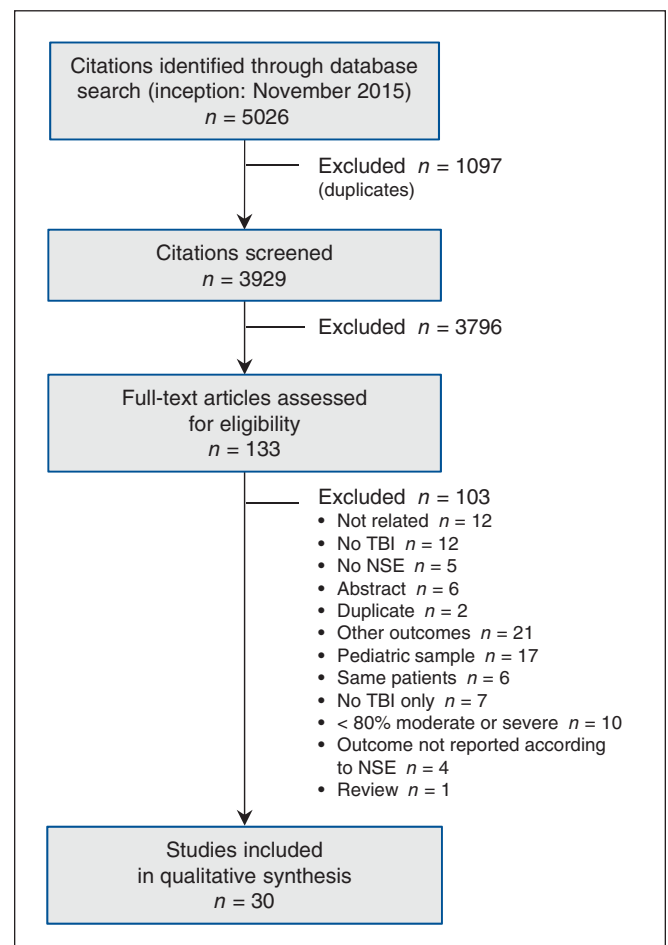 Citations identified through database
search (inception: November 2015)
n = 5026
Excluded n = 1097
(duplicates)
Citations screened
n = 3929
Excluded n = 3796
Full-text articles assessed
for eligibility
n = 133
Excluded n = 103
• Not related n = 12
• No TBI n = 12
• No NSE n = 5
• Abstract n = 6
• Duplicate n = 2
• Other outcomes n = 21
• Pediatric sample n = 17
• Same patients n = 6
• No TBI only n = 7
• < 80% moderate or severe n = 10
• Outcome not reported according
to NSE n = 4
• Review n = 1
Studies included
in qualitative synthesis
n = 30